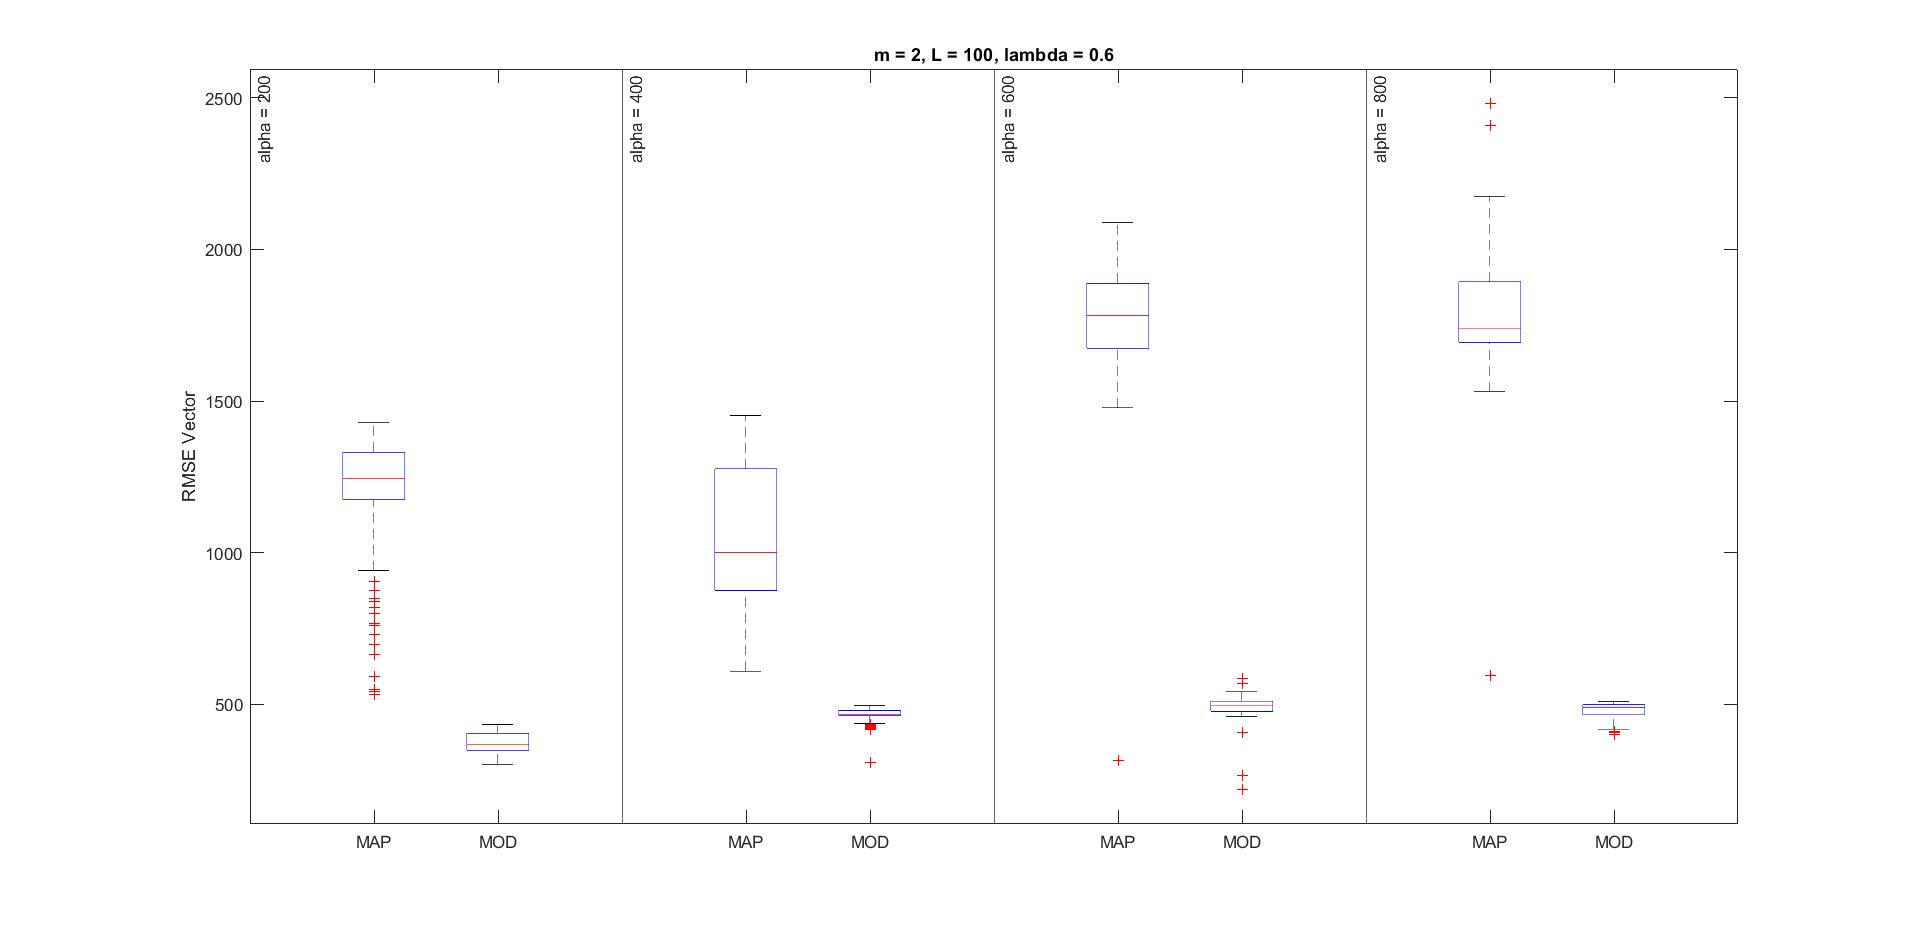 m = 2, L = 100, lambda = 0.6
alpha = 200
alpha = 400
alpha = 600
alpha = 800
RMSE Vector
2500
2000
1500
1000
500
MAP
MOD
MAP
MOD
MAP
MOD
MAP
MOD